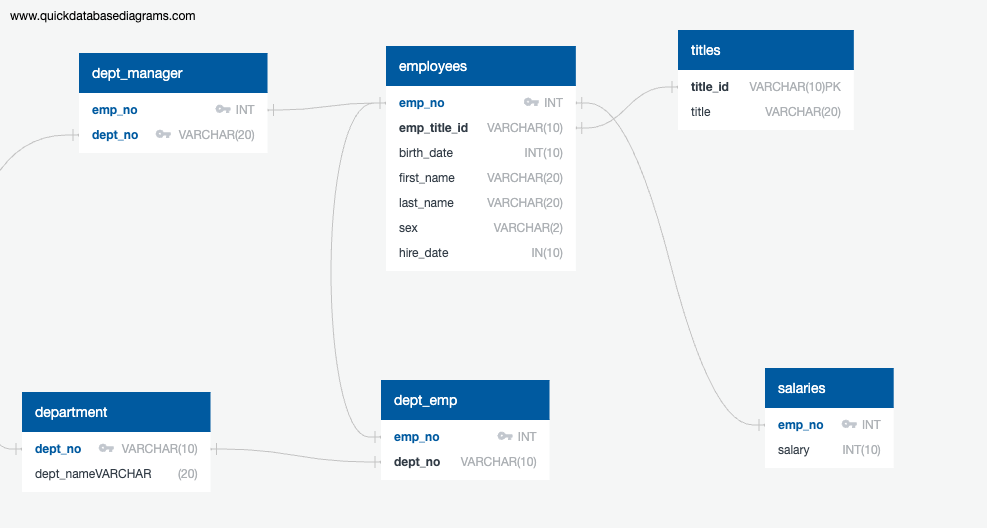 www.quickdatabasediagrams.com
dept_manager
emp_no INT
dept_no VARCHAR(20)
employees
emp_no INT
emp_title_id VARCHAR(10)
birth_date INT(10)
first_name VARCHAR(20)
last_name VARCHAR(20)
sex VARCHAR(2)
hire_date IN(10)
titles
title_id VARCHAR(10)PK
title VARCHAR(20)
department
dept_no VARCHAR(10)
dept_nameVARCHAR (20)
dept_emp
emp_no INT
dept_no VARCHAR(10)
salaries
emp_no INT
salary INT(10)